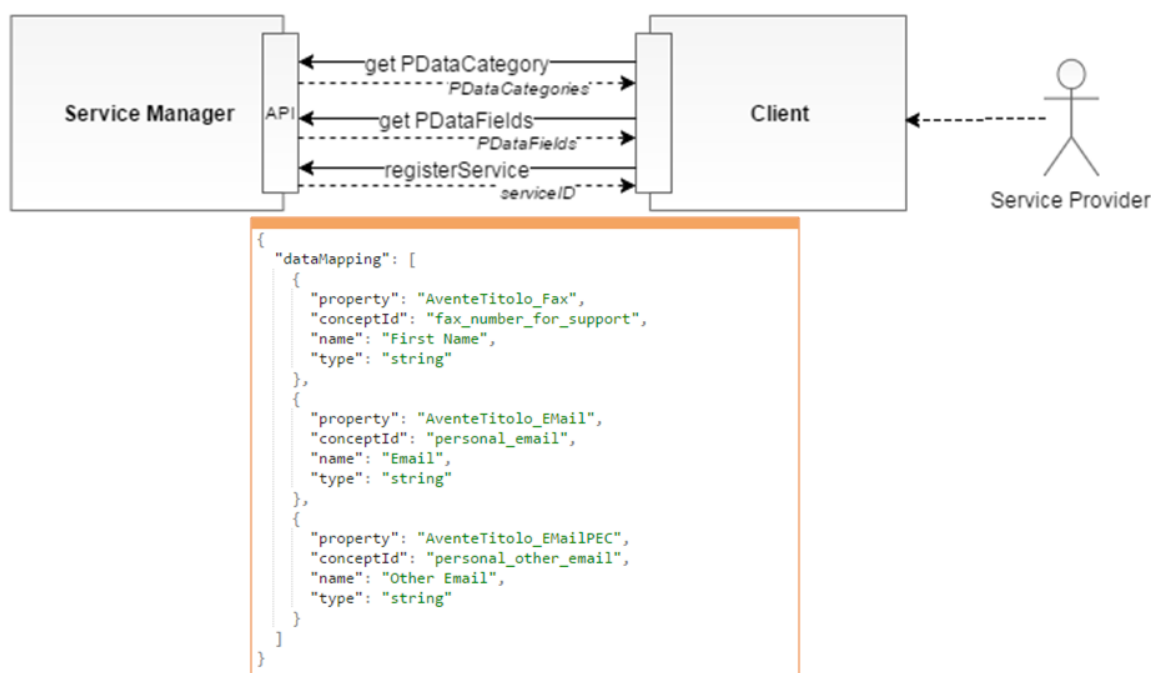 Service Manager
API
get PDataCategory
PDataCategories
get PDataFields
PDataFields
registerService
serviceID
Client
Service Provider
{
"dataMapping": [
{
"property": "AventeTitolo_Fax",
"conceptId": "fax_number_for_support",
"name": "First Name",
"type": "string"
},
{
"property": "AventeTitolo_EMail",
"conceptId": "personal_email",
"name": "Email",
"type": "string"
},
{
"property": "AventeTitolo_EMailPEC",
"conceptId": "personal_other_email",
"name": "Other Email",
"type": "string"
}
]
}